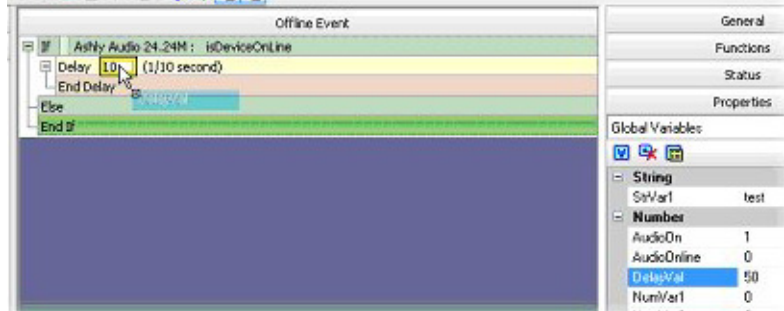 Offline Event
If Ashly Audio 24.24M : isDeviceOnLine
Delay 10 (1/10 second)
End Delay
DelayVal
Else
End If
General
Functions
Status
Properties
Global Variables
String
StrVar1 test
Number
AudioOn 1
AudioOnline 0
DelayVal 50
NumVar1 0